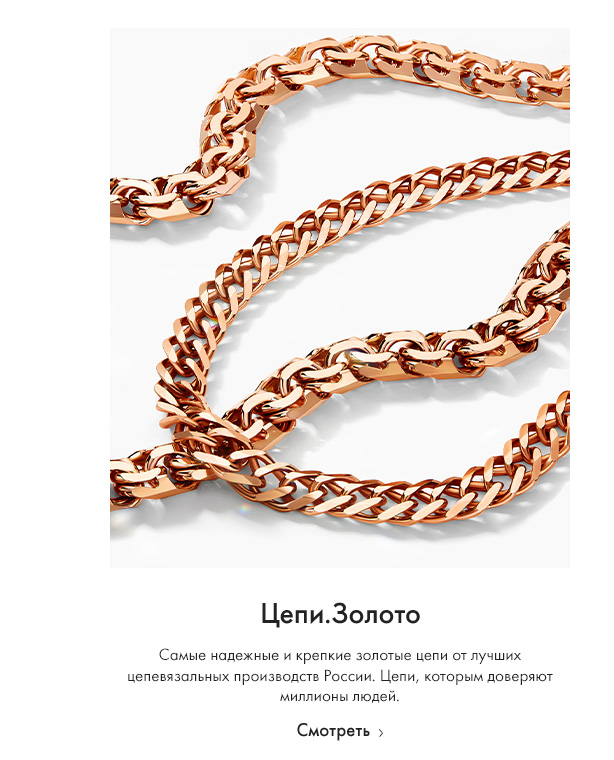 Цепи.Золото
Самые надежные и крепкие золотые цепи от лучших
цепевязальных производств России. Цепи, которым доверяют
миллионы людей.
Смотреть ›